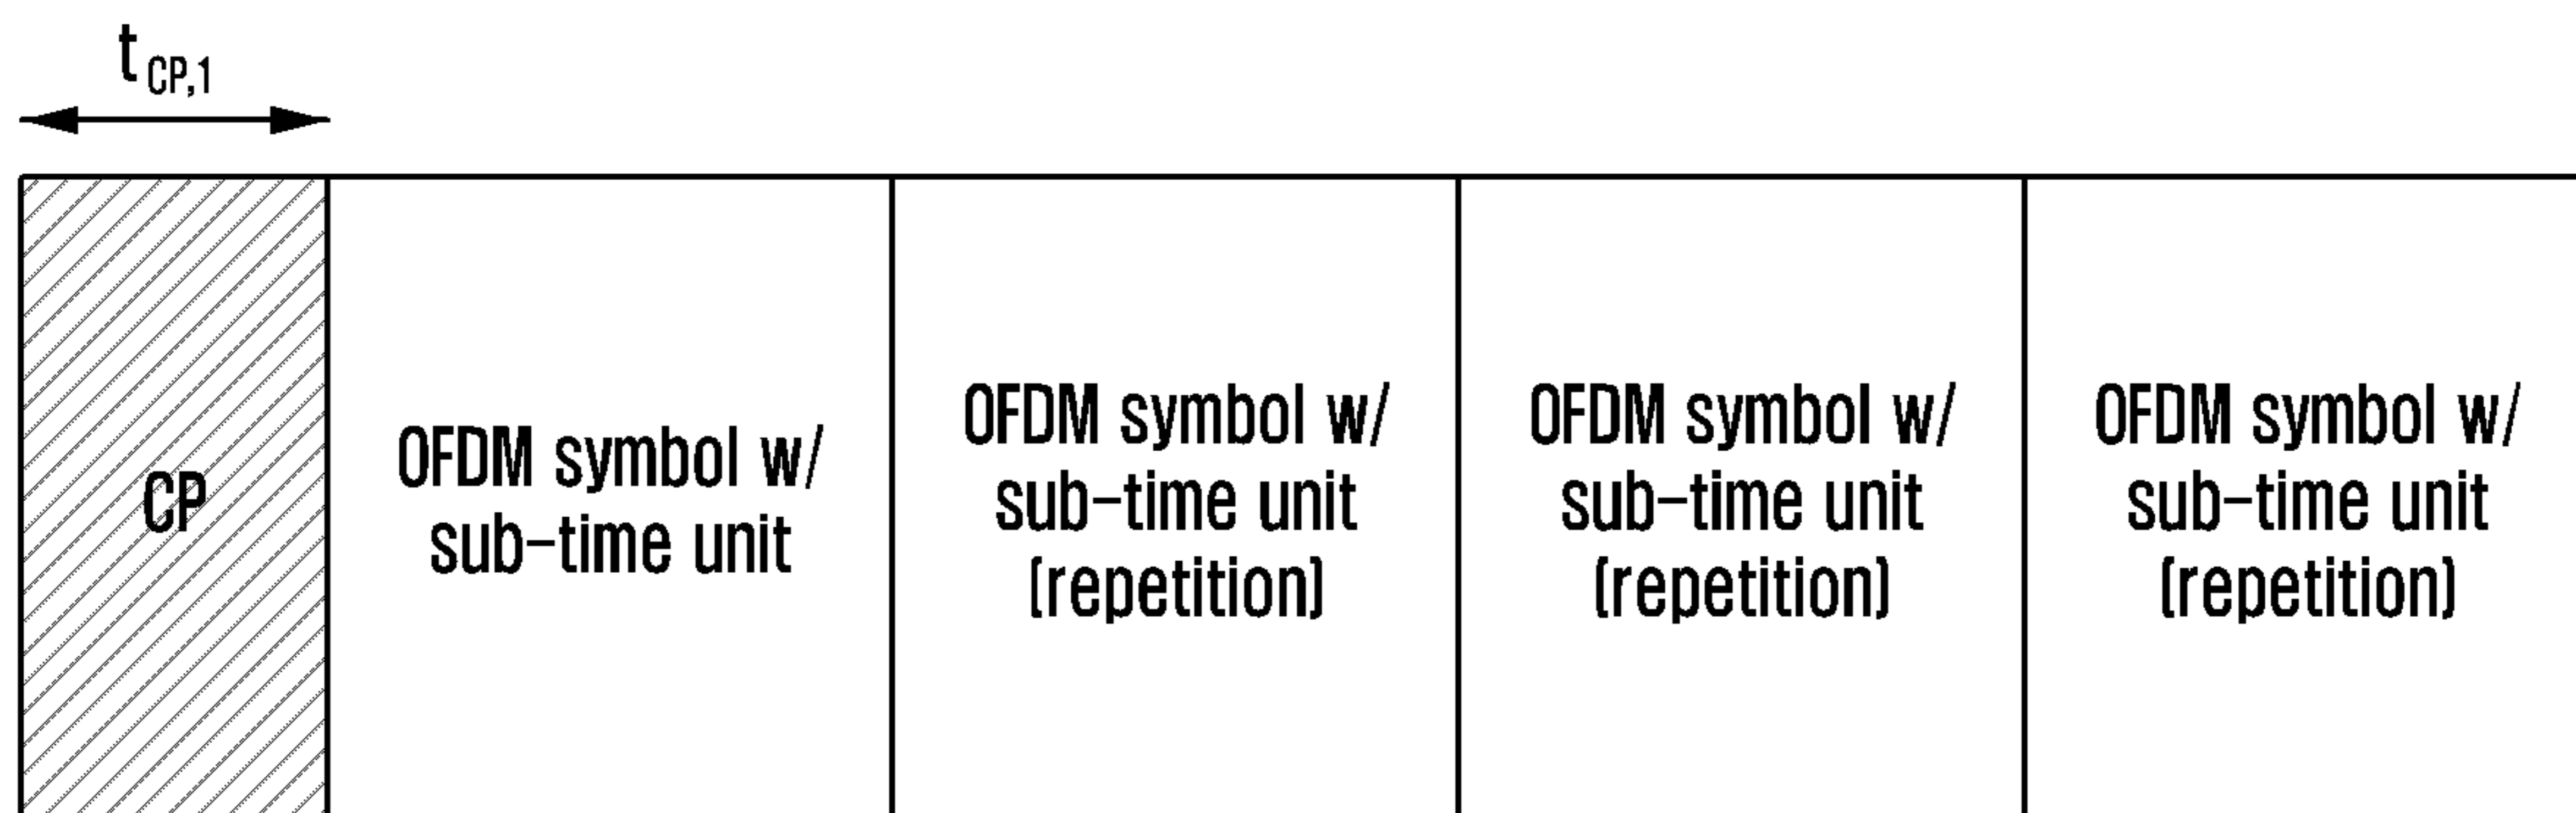 t CP,1
CP
OFDM symbol w/
sub-time unit
OFDM symbol w/
sub-time unit
(repetition)
OFDM symbol w/
sub-time unit
(repetition)
OFDM symbol w/
sub-time unit
(repetition)